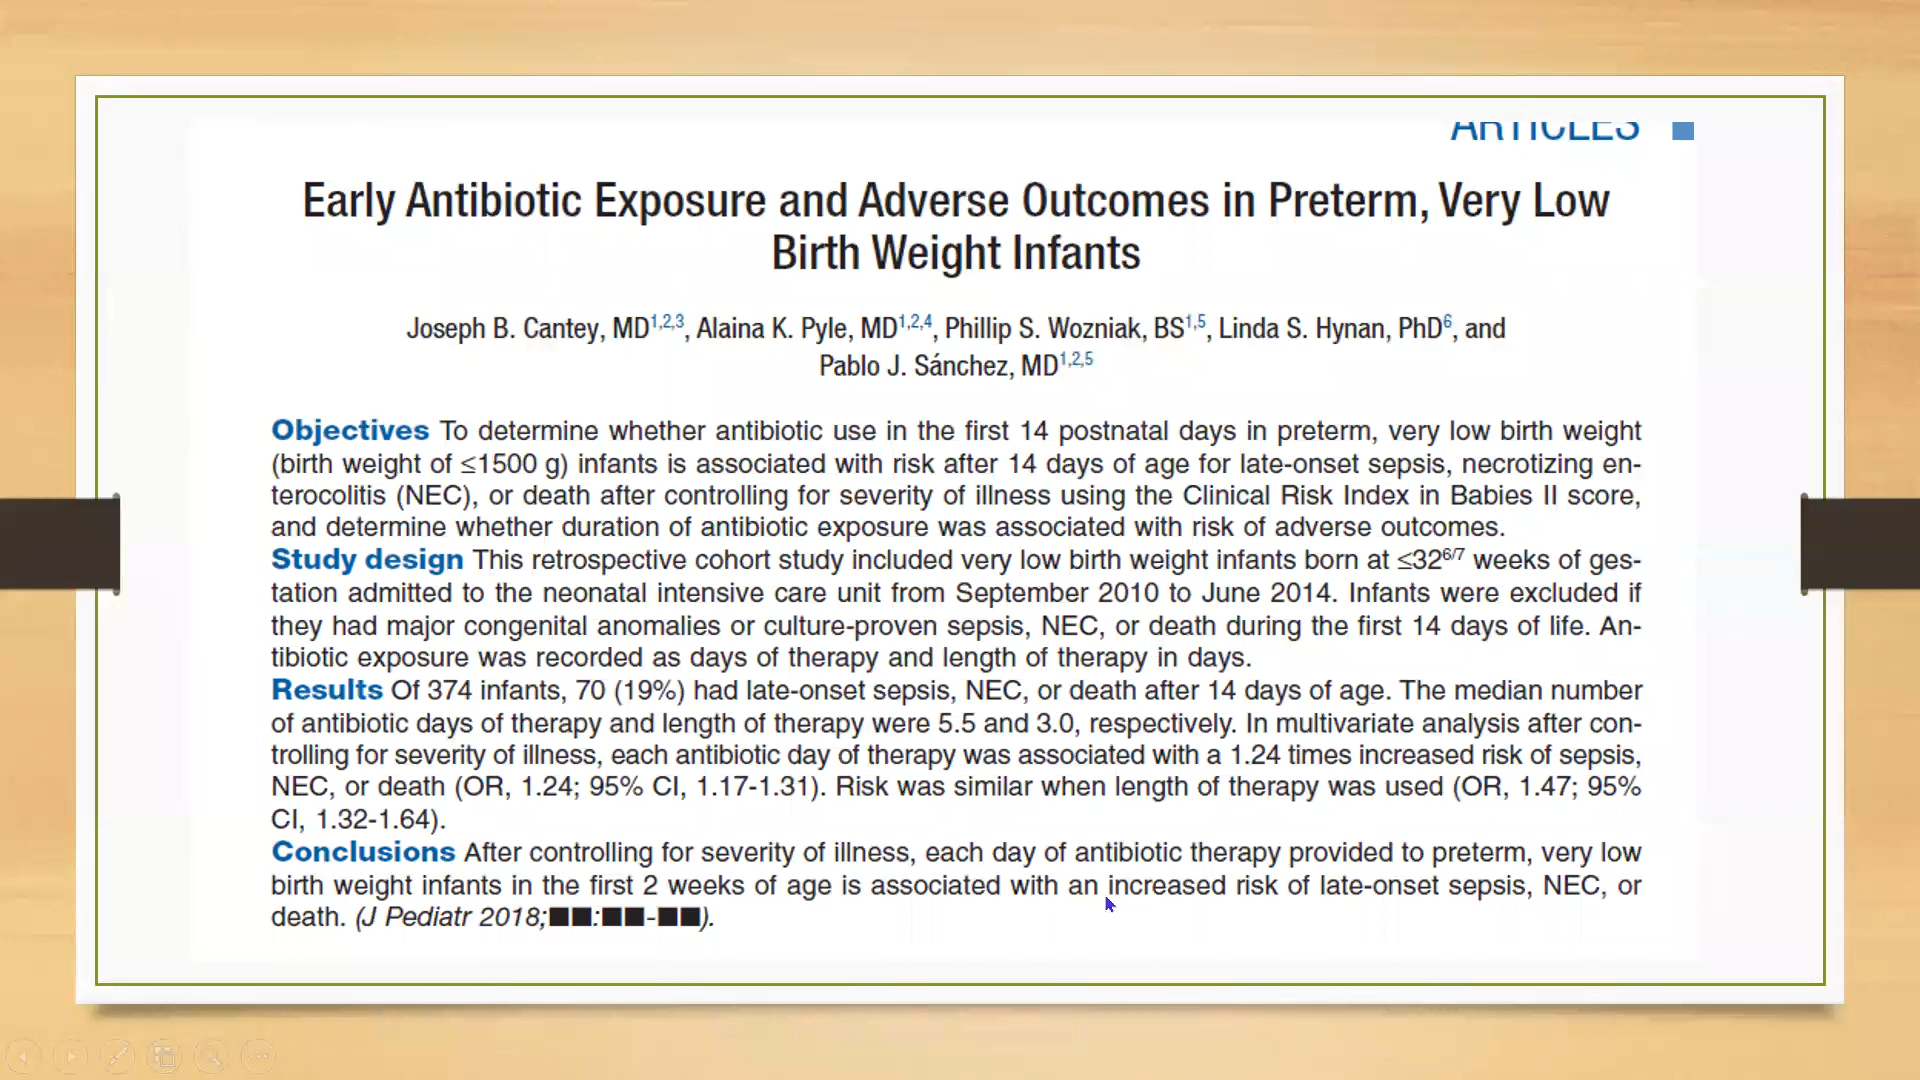 ARTICLES
Early Antibiotic Exposure and Adverse Outcomes in Preterm, Very Low
Birth Weight Infants
Joseph B. Cantey, MD1,2,3, Alaina K. Pyle, MD1,2,4, Phillip S. Wozniak, BS1,5, Linda S. Hynan, PhD6, and
Pablo J. Sánchez, MD1,2,5
Objectives To determine whether antibiotic use in the first 14 postnatal days in preterm, very low birth weight
(birth weight of ≤1500 g) infants is associated with risk after 14 days of age for late-onset sepsis, necrotizing en-
terocolitis (NEC), or death after controlling for severity of illness using the Clinical Risk Index in Babies II score,
and determine whether duration of antibiotic exposure was associated with risk of adverse outcomes.
Study design This retrospective cohort study included very low birth weight infants born at ≤326/7 weeks of ges-
tation admitted to the neonatal intensive care unit from September 2010 to June 2014. Infants were excluded if
they had major congenital anomalies or culture-proven sepsis, NEC, or death during the first 14 days of life. An-
tibiotic exposure was recorded as days of therapy and length of therapy in days.
Results Of 374 infants, 70 (19%) had late-onset sepsis, NEC, or death after 14 days of age. The median number
of antibiotic days of therapy and length of therapy were 5.5 and 3.0, respectively. In multivariate analysis after con-
trolling for severity of illness, each antibiotic day of therapy was associated with a 1.24 times increased risk of sepsis,
NEC, or death (OR, 1.24; 95% CI, 1.17-1.31). Risk was similar when length of therapy was used (OR, 1.47; 95%
CI, 1.32-1.64).
Conclusions After controlling for severity of illness, each day of antibiotic therapy provided to preterm, very low
birth weight infants in the first 2 weeks of age is associated with an increased risk of late-onset sepsis, NEC, or
death. (J Pediatr 2018;■■:■■-■■).